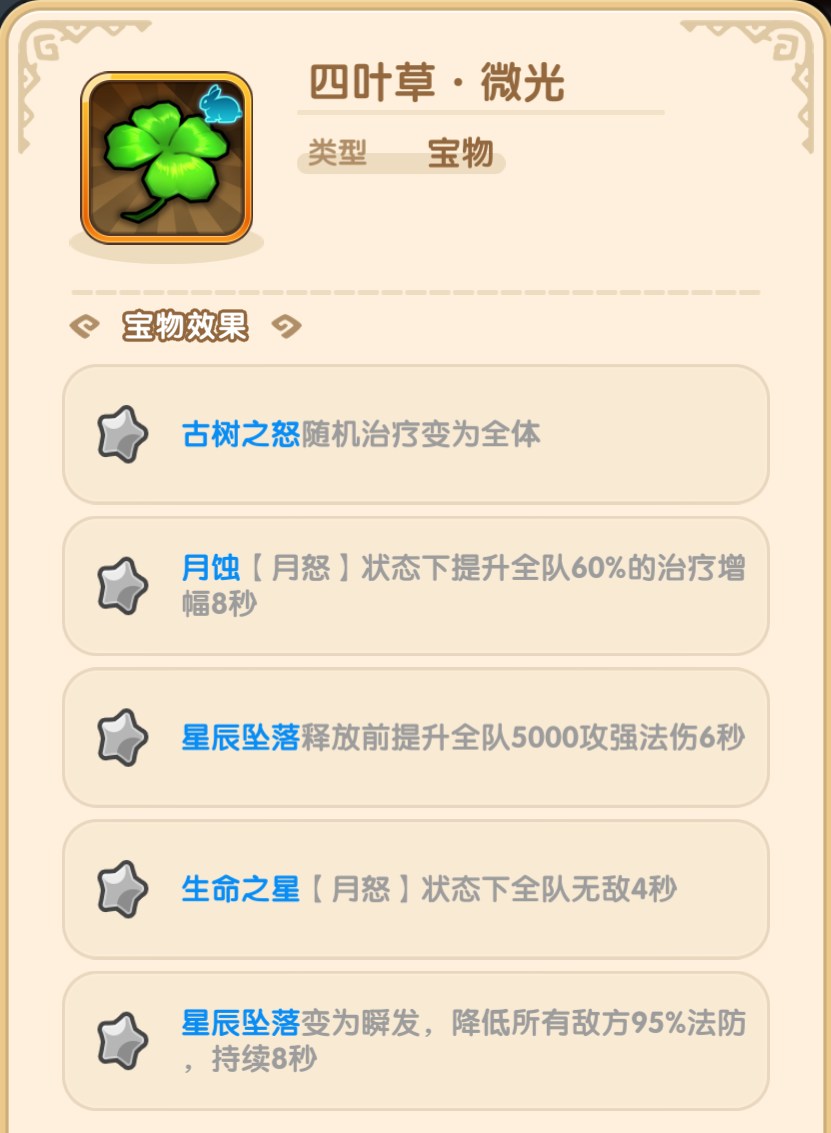 四叶草·微光
类型 宝物
宝物效果
古树之怒随机治疗变为全体
月蚀【月怒】状态下提升全队60%的治疗增
幅8秒
星辰坠落释放前提升全队5000攻强法伤6秒
生命之星【月怒】状态下全队无敌4秒
星辰坠落变为瞬发，降低所有敌方95%法防
，持续8秒